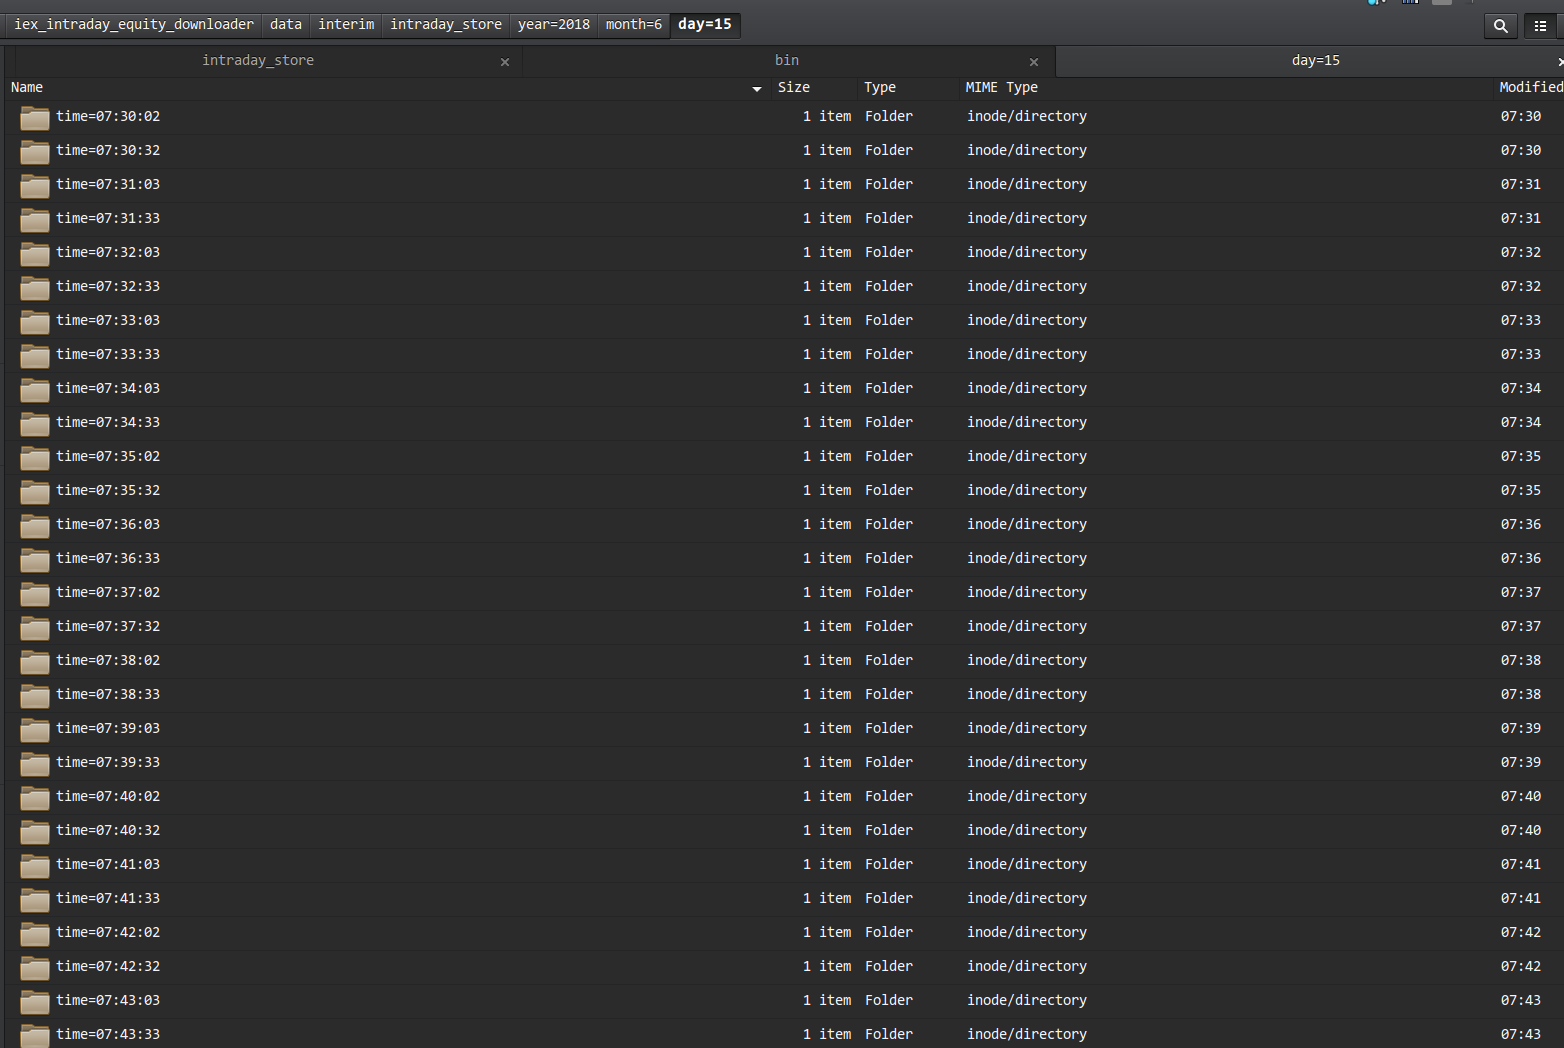 iex_intraday_equity_downloader data interim intraday_store year=2018 month=6 day=15
intraday_store × bin × day=15 ×
Name Size Type MIME Type Modified
time=07:30:02 1 item Folder inode/directory 07:30
time=07:30:32 1 item Folder inode/directory 07:30
time=07:31:03 1 item Folder inode/directory 07:31
time=07:31:33 1 item Folder inode/directory 07:31
time=07:32:03 1 item Folder inode/directory 07:32
time=07:32:33 1 item Folder inode/directory 07:32
time=07:33:03 1 item Folder inode/directory 07:33
time=07:33:33 1 item Folder inode/directory 07:33
time=07:34:03 1 item Folder inode/directory 07:34
time=07:34:33 1 item Folder inode/directory 07:34
time=07:35:02 1 item Folder inode/directory 07:35
time=07:35:32 1 item Folder inode/directory 07:35
time=07:36:03 1 item Folder inode/directory 07:36
time=07:36:33 1 item Folder inode/directory 07:36
time=07:37:02 1 item Folder inode/directory 07:37
time=07:37:32 1 item Folder inode/directory 07:37
time=07:38:02 1 item Folder inode/directory 07:38
time=07:38:33 1 item Folder inode/directory 07:38
time=07:39:03 1 item Folder inode/directory 07:39
time=07:39:33 1 item Folder inode/directory 07:39
time=07:40:02 1 item Folder inode/directory 07:40
time=07:40:32 1 item Folder inode/directory 07:40
time=07:41:03 1 item Folder inode/directory 07:41
time=07:41:33 1 item Folder inode/directory 07:41
time=07:42:02 1 item Folder inode/directory 07:42
time=07:42:32 1 item Folder inode/directory 07:42
time=07:43:03 1 item Folder inode/directory 07:43
time=07:43:33 1 item Folder inode/directory 07:43